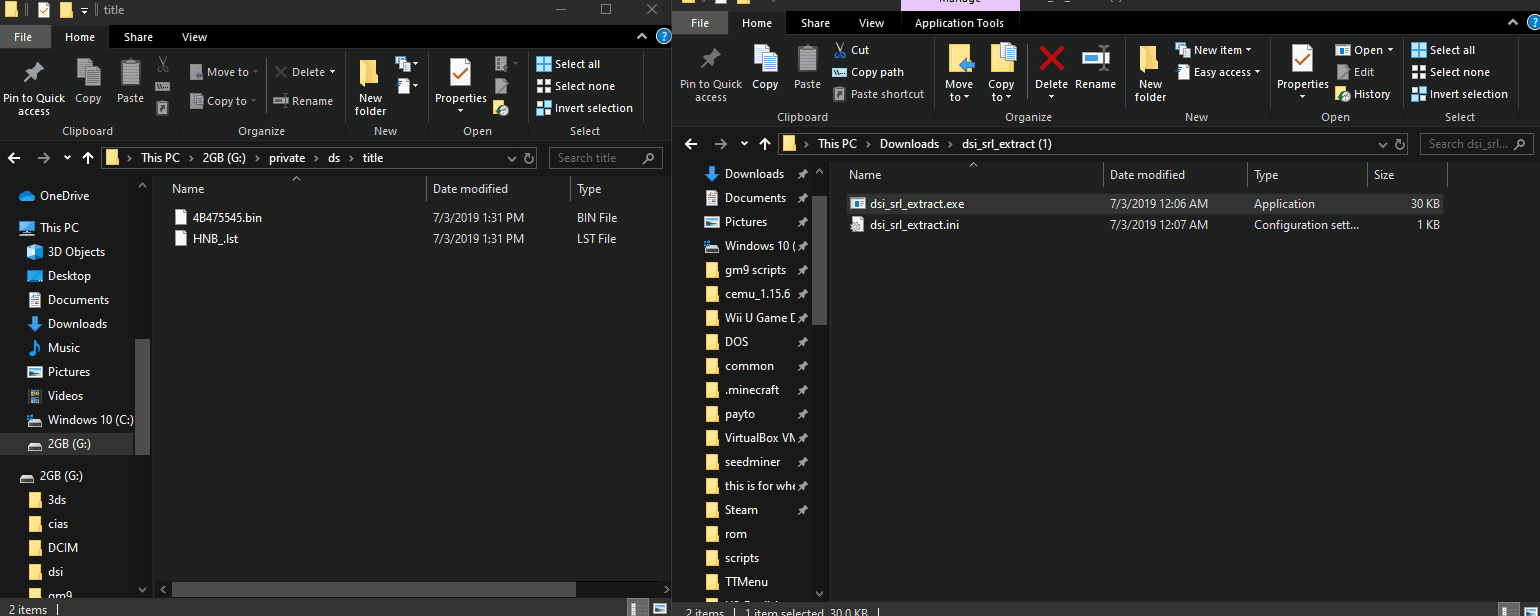 title
File
Home
Share
View
Pin to Quick
access
Copy
Paste
Move to
Copy to
Delete
Rename
New
folder
Properties
Select all
Select none
Invert selection
Clipboard
Organize
New
Open
Select
This PC
2GB (G:)
private
ds
title
Search title
OneDrive
This PC
3D Objects
Desktop
Documents
Downloads
Music
Pictures
Videos
Windows 10 (C:)
2GB (G:)
2GB (G:)
3ds
cias
DCIM
dsi
gm9
Name
Date modified
Type
4B475545.bin
7/3/2019 1:31 PM
BIN File
HNB_.lst
7/3/2019 1:31 PM
LST File
2 items
Manage
File
Home
Share
View
Application Tools
Pin to Quick
access
Copy
Paste
Cut
Copy path
Paste shortcut
Move
to
Copy
to
Delete
Rename
New
folder
New item
Easy access
Properties
Open
Edit
History
Select all
Select none
Invert selection
Clipboard
Organize
New
Open
Select
This PC
Downloads
dsi_srl_extract (1)
Search dsi_srl...
Downloads
Documents
Pictures
Windows 10 (
gm9 scripts
cemu_1.15.6
Wii U Game D
DOS
common
.minecraft
payto
VirtualBox VM
seedminer
this is for whe
Steam
rom
scripts
TTMenu
Name
Date modified
Type
Size
dsi_srl_extract.exe
7/3/2019 12:06 AM
Application
30 KB
dsi_srl_extract.ini
7/3/2019 12:07 AM
Configuration sett...
1 KB
2 items
1 item selected 30.0 KB